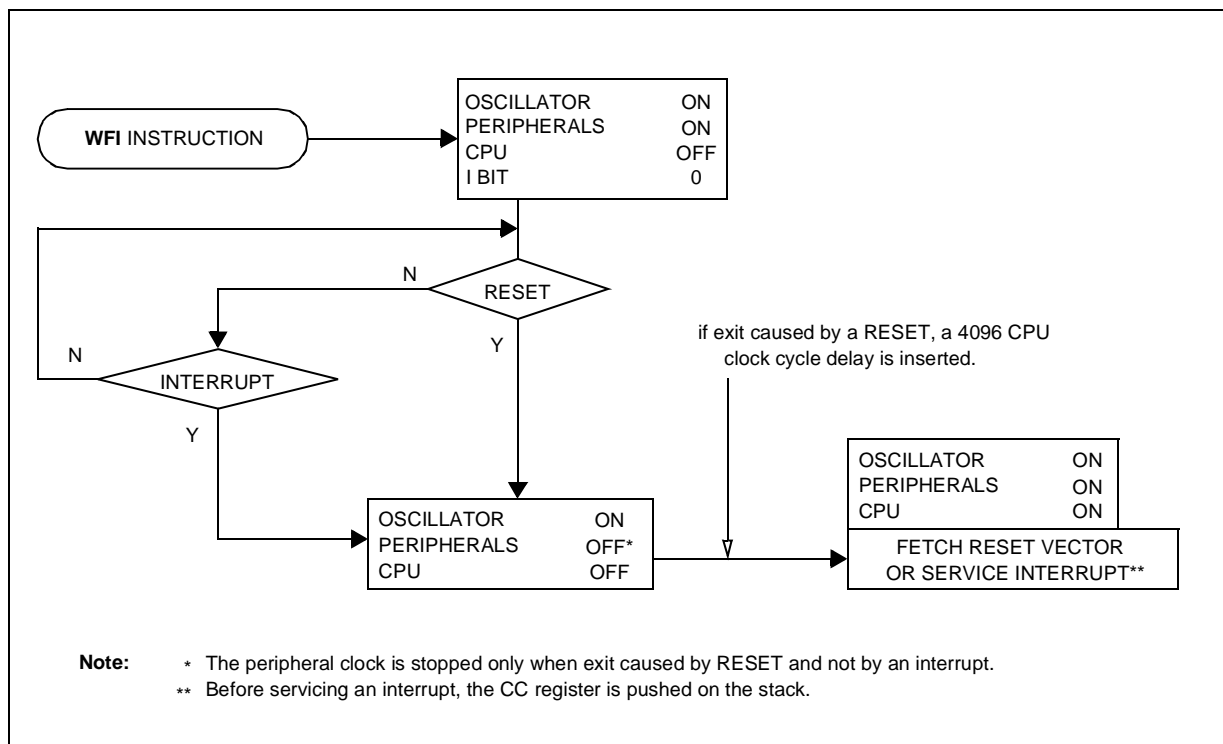 WFI INSTRUCTION
OSCILLATOR ON
PERIPHERALS ON
CPU OFF
I BIT 0
N
RESET
Y
N
INTERRUPT
Y
if exit caused by a RESET, a 4096 CPU
clock cycle delay is inserted.
OSCILLATOR ON
PERIPHERALS OFF*
CPU OFF
OSCILLATOR ON
PERIPHERALS ON
CPU ON
FETCH RESET VECTOR
OR SERVICE INTERRUPT**
Note: * The peripheral clock is stopped only when exit caused by RESET and not by an interrupt.
** Before servicing an interrupt, the CC register is pushed on the stack.